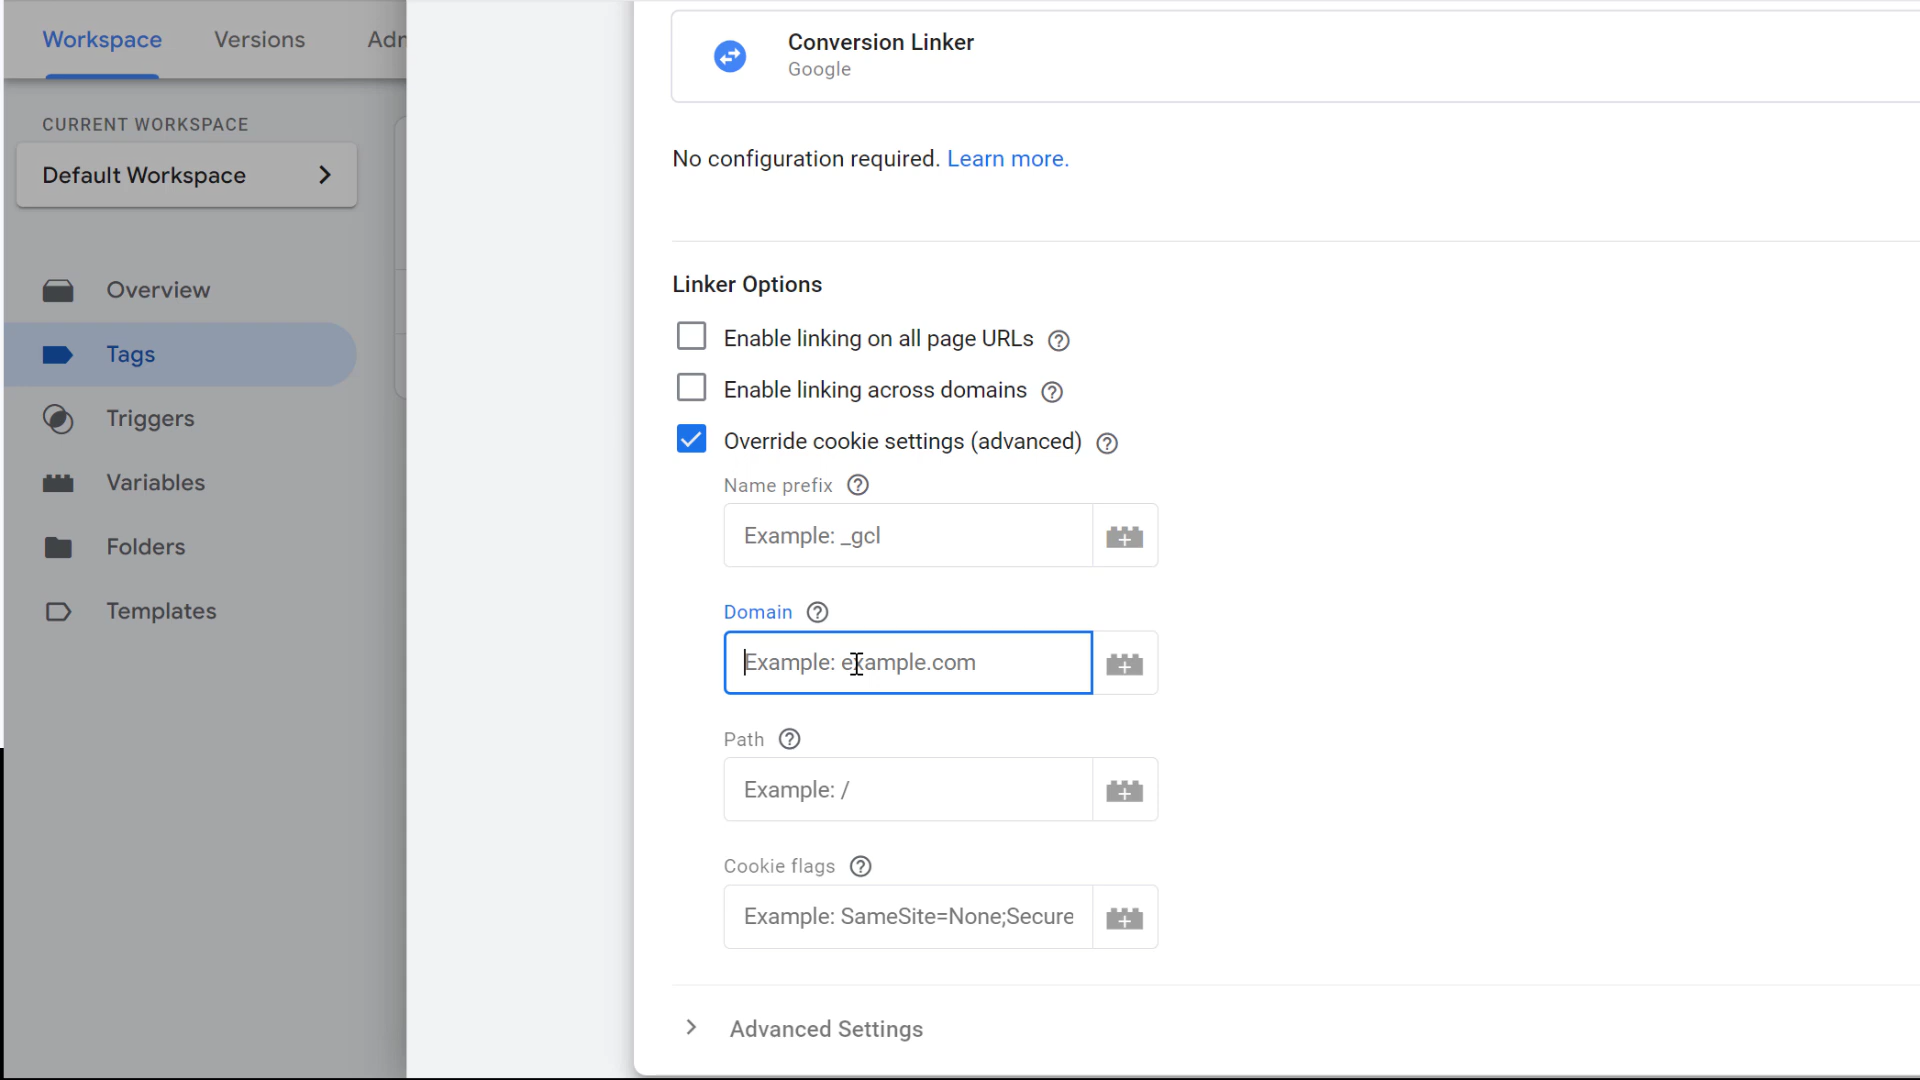 Workspace
Versions
CURRENT WORKSPACE
Default Workspace
Overview
Tags
Triggers
Variables
Folders
Templates
Conversion Linker
Google
No configuration required. Learn more.
Linker Options
Enable linking on all page URLs
Enable linking across domains
Override cookie settings (advanced)
Name prefix
Example: _gcl
Domain
Example: example.com
Path
Example: /
Cookie flags
Example: SameSite=None;Secure
Advanced Settings